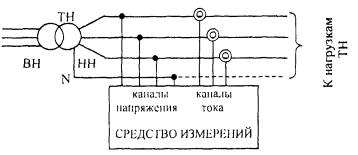 ТН
ВН
НН
N
каналы напряжения
каналы тока
СРЕДСТВО ИЗМЕРЕНИЙ
К нагрузкам ТН